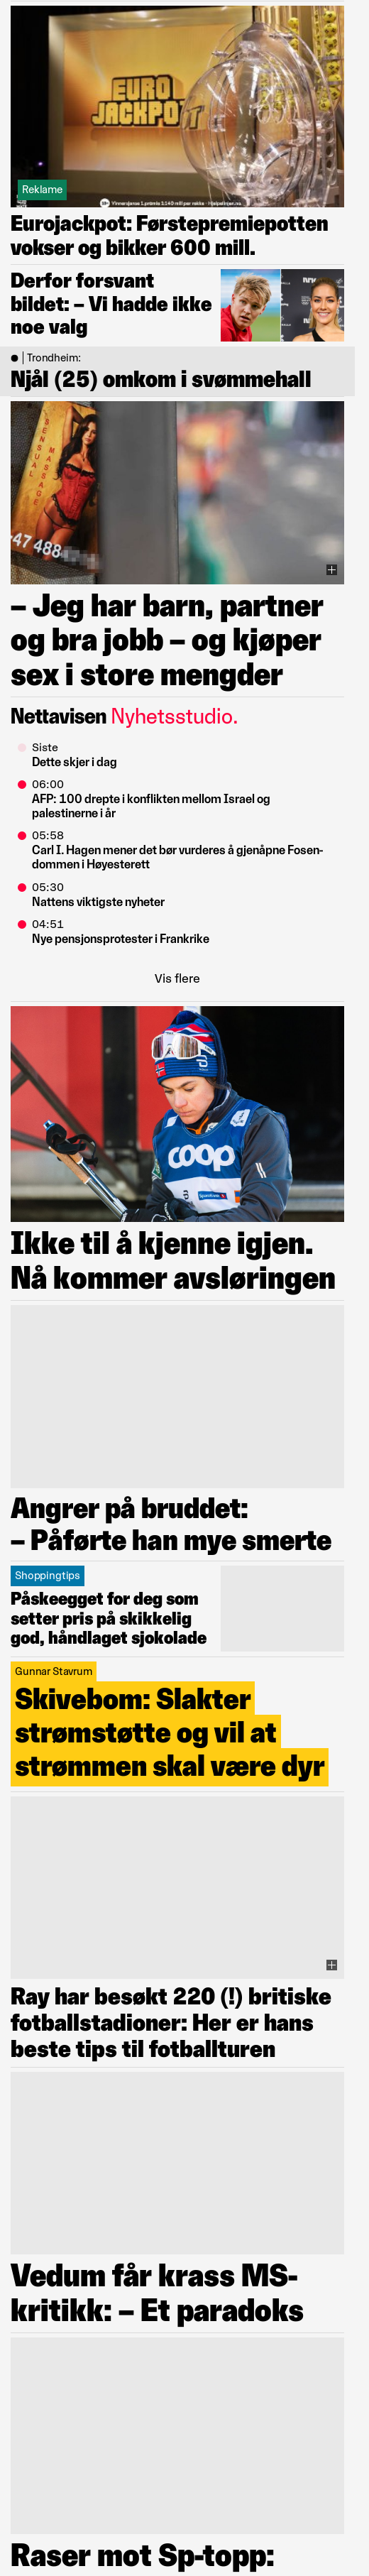 EURO
JACKPOT
Reklame
Eurojackpot: Førstepremiepotten
vokser og bikker 600 mill.
Derfor forsvant
bildet: – Vi hadde ikke
noe valg
Trondheim:
Njål (25) omkom i svømmehall
SENSUAL MASSAGE
47 488
– Jeg har barn, partner
og bra jobb – og kjøper
sex i store mengder
Nettavisen Nyhetsstudio.
Siste
Dette skjer i dag
06:00
AFP: 100 drepte i konflikten mellom Israel og
palestinerne i år
05:58
Carl I. Hagen mener det bør vurderes å gjenåpne Fosen-
dommen i Høyesterett
05:30
Nattens viktigste nyheter
04:51
Nye pensjonsprotester i Frankrike
Vis flere
coop
Ikke til å kjenne igjen.
Nå kommer avsløringen
Angrer på bruddet:
– Påførte han mye smerte
Shoppingtips
Påskeegget for deg som
setter pris på skikkelig
god, håndlaget sjokolade
Gunnar Stavrum
Skivebom: Slakter
strømstøtte og vil at
strømmen skal være dyr
Ray har besøkt 220 (!) britiske
fotballstadioner: Her er hans
beste tips til fotballturen
Vedum får krass MS-
kritikk: – Et paradoks
Raser mot Sp-topp: